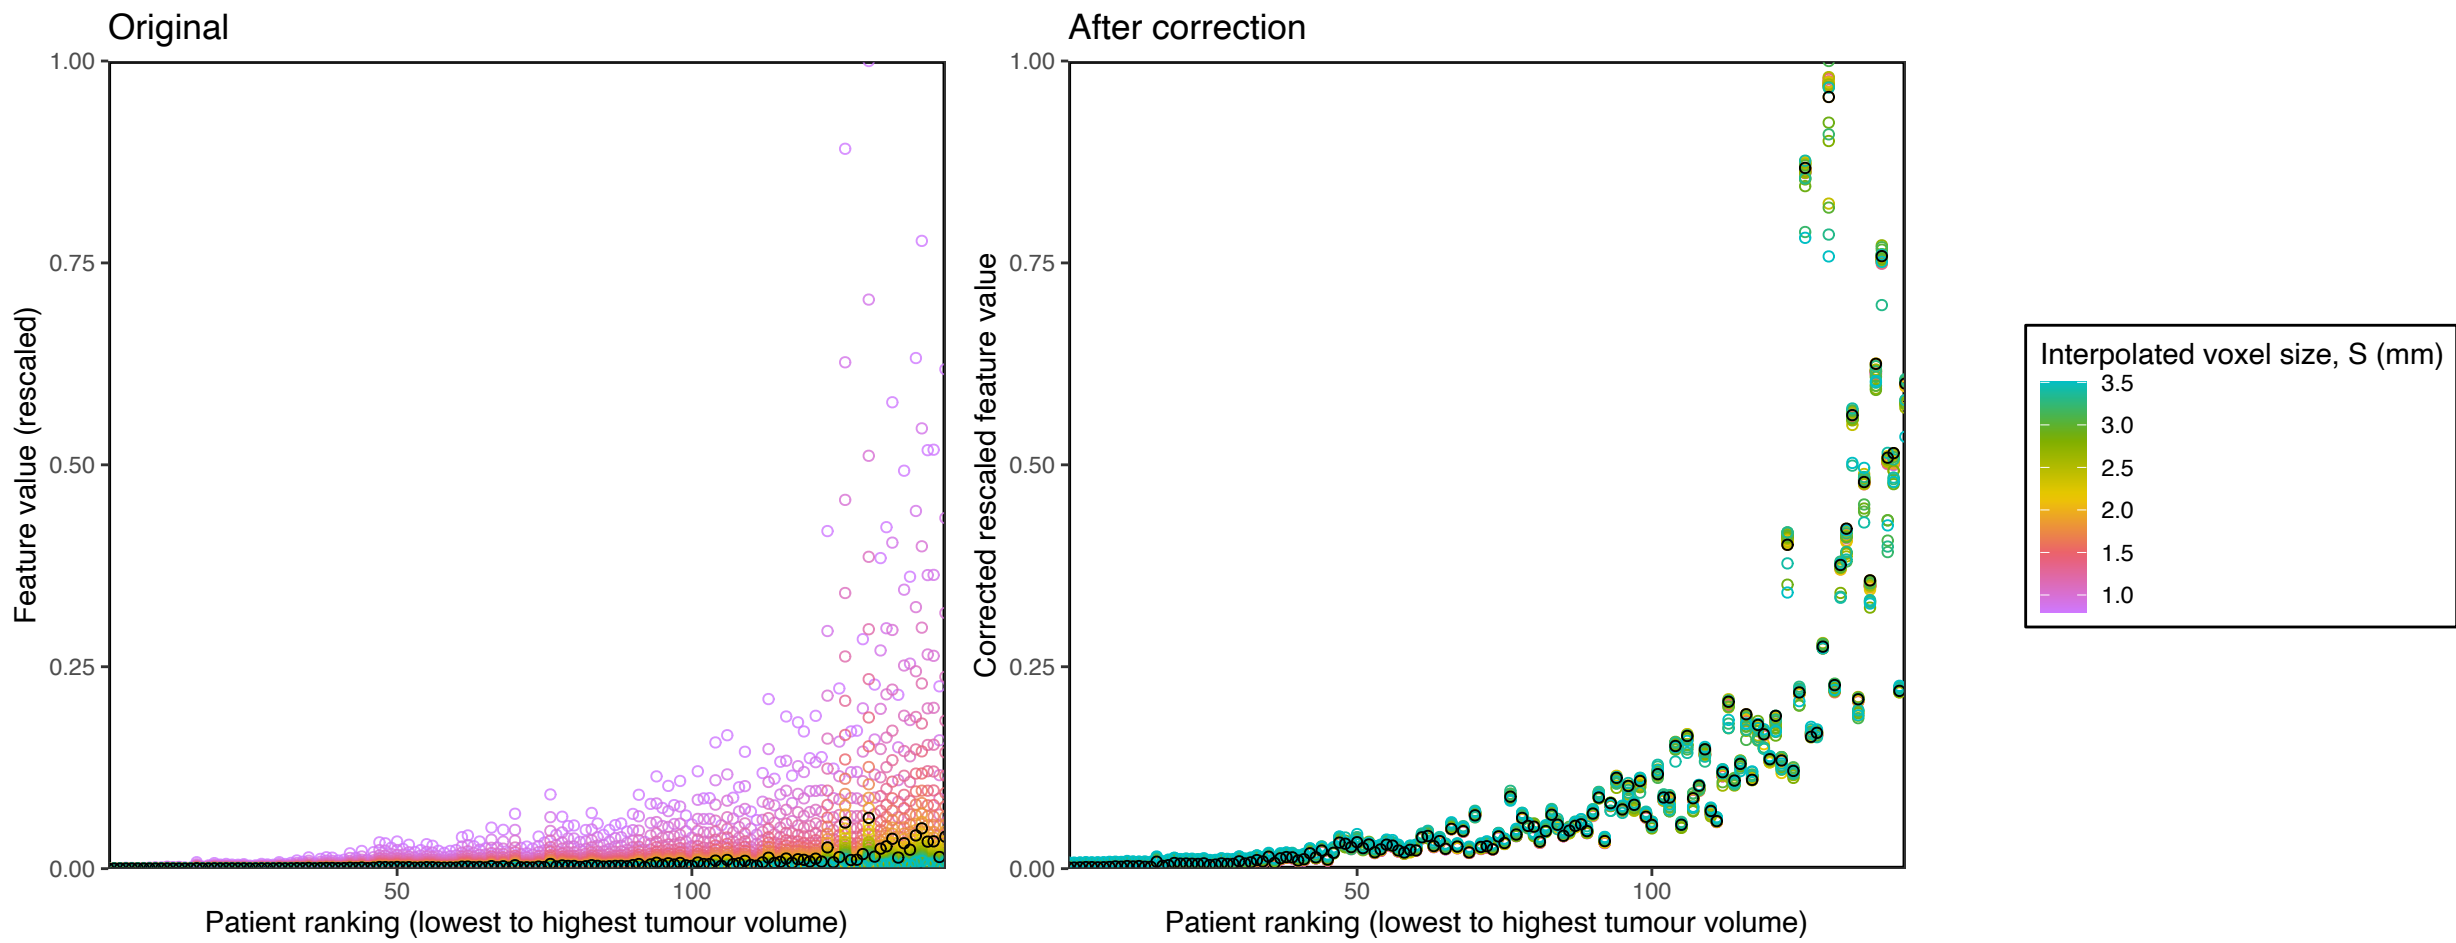 Original
1.00
0.75
0.50
0.25
0.00
50
100
Feature value (rescaled)
Patient ranking (lowest to highest tumour volume)
After correction
1.00
0.75
0.50
0.25
0.00
50
100
Corrected rescaled feature value
Patient ranking (lowest to highest tumour volume)
Interpolated voxel size, S (mm)
3.5
3.0
2.5
2.0
1.5
1.0